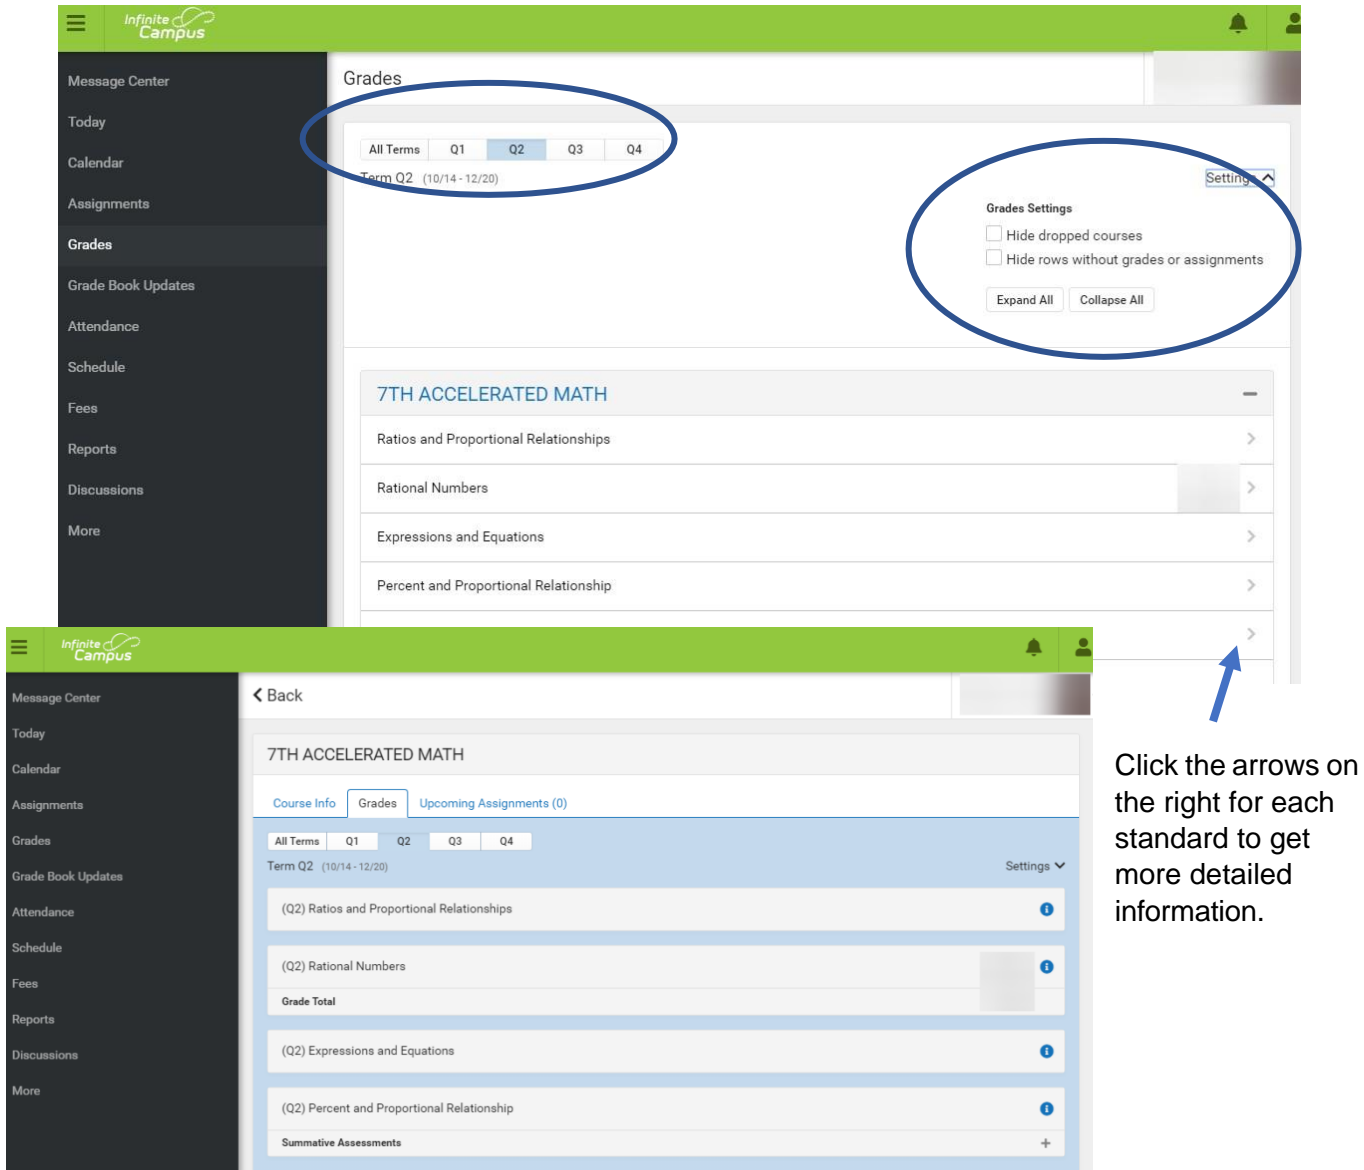 Infinite
Campus
Message Center
Today
Calendar
Assignments
Grades
Grade Book Updates
Attendance
Schedule
Fees
Reports
Discussions
More
Grades
All Terms Q1 Q2 Q3 Q4
Term Q2 (10/14 - 12/20)
Settings
Grades Settings
Hide dropped courses
Hide rows without grades or assignments
Expand All Collapse All
7TH ACCELERATED MATH
Ratios and Proportional Relationships
Rational Numbers
Expressions and Equations
Percent and Proportional Relationship
Infinite
Campus
Message Center
Today
Calendar
Assignments
Grades
Grade Book Updates
Attendance
Schedule
Fees
Reports
Discussions
More
Back
7TH ACCELERATED MATH
Course Info Grades Upcoming Assignments (0)
All Terms Q1 Q2 Q3 Q4
Term Q2 (10/14 - 12/20)
Settings
(Q2) Ratios and Proportional Relationships
(Q2) Rational Numbers
Grade Total
(Q2) Expressions and Equations
(Q2) Percent and Proportional Relationship
Summative Assessments
Click the arrows on
the right for each
standard to get
more detailed
information.